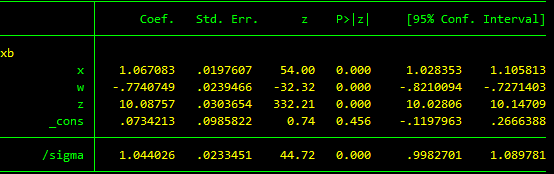 Coef. Std. Err. z P>|z| [95% Conf. Interval]
xb
x 1.067083 .0197607 54.00 0.000 1.028353 1.105813
w -.7740749 .0239466 -32.32 0.000 -.8210094 -.7271403
z 10.08757 .0303654 332.21 0.000 10.02806 10.14709
_cons .0734213 .0985822 0.74 0.456 -.1197963 .2666388
/sigma 1.044026 .0233451 44.72 0.000 .9982701 1.089781